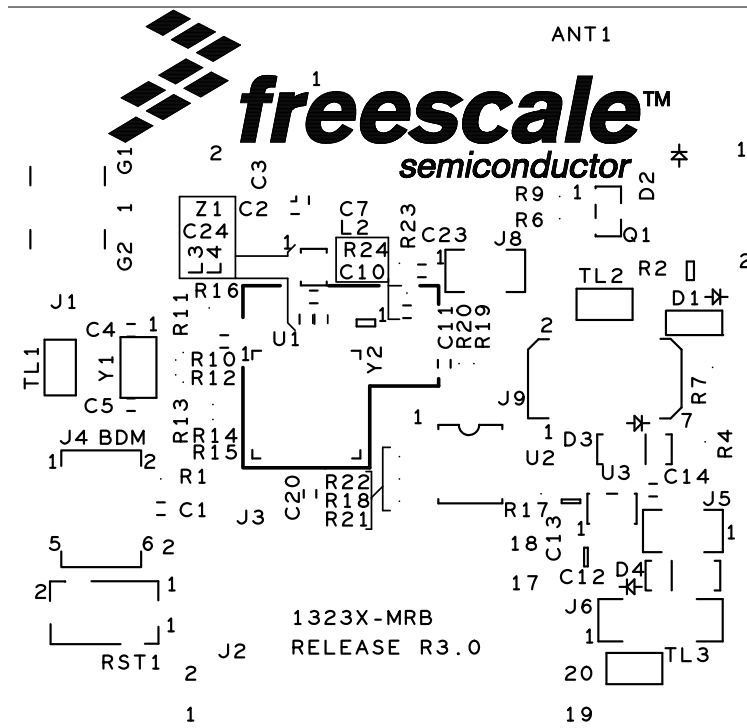 ANT1
1
freescale™
semiconductor
G1
2
C3
1
D2
R9
1
1
Z1
C2
C7
R6
C24
L2
R23
C23
J8
Q1
G2
L3
L4
1
R24
C10
1
R2
2
TL2
J1
R11
R16
D1
C4
1
U1
1
C11
R20
R19
2
TL1
Y1
R10
1
Y2
R12
J9
R7
C5
R13
1
7
J4 BDM
R14
1
D3
R4
1
2
R15
U2
R1
R22
U3
C14
C20
R18
R17
J5
C1
J3
R21
1
C13
1
5
6
2
18
D4
2
1
17
C12
J6
1323X-MRB
1
1
RST1
J2
RELEASE R3.0
TL3
2
20
1
19